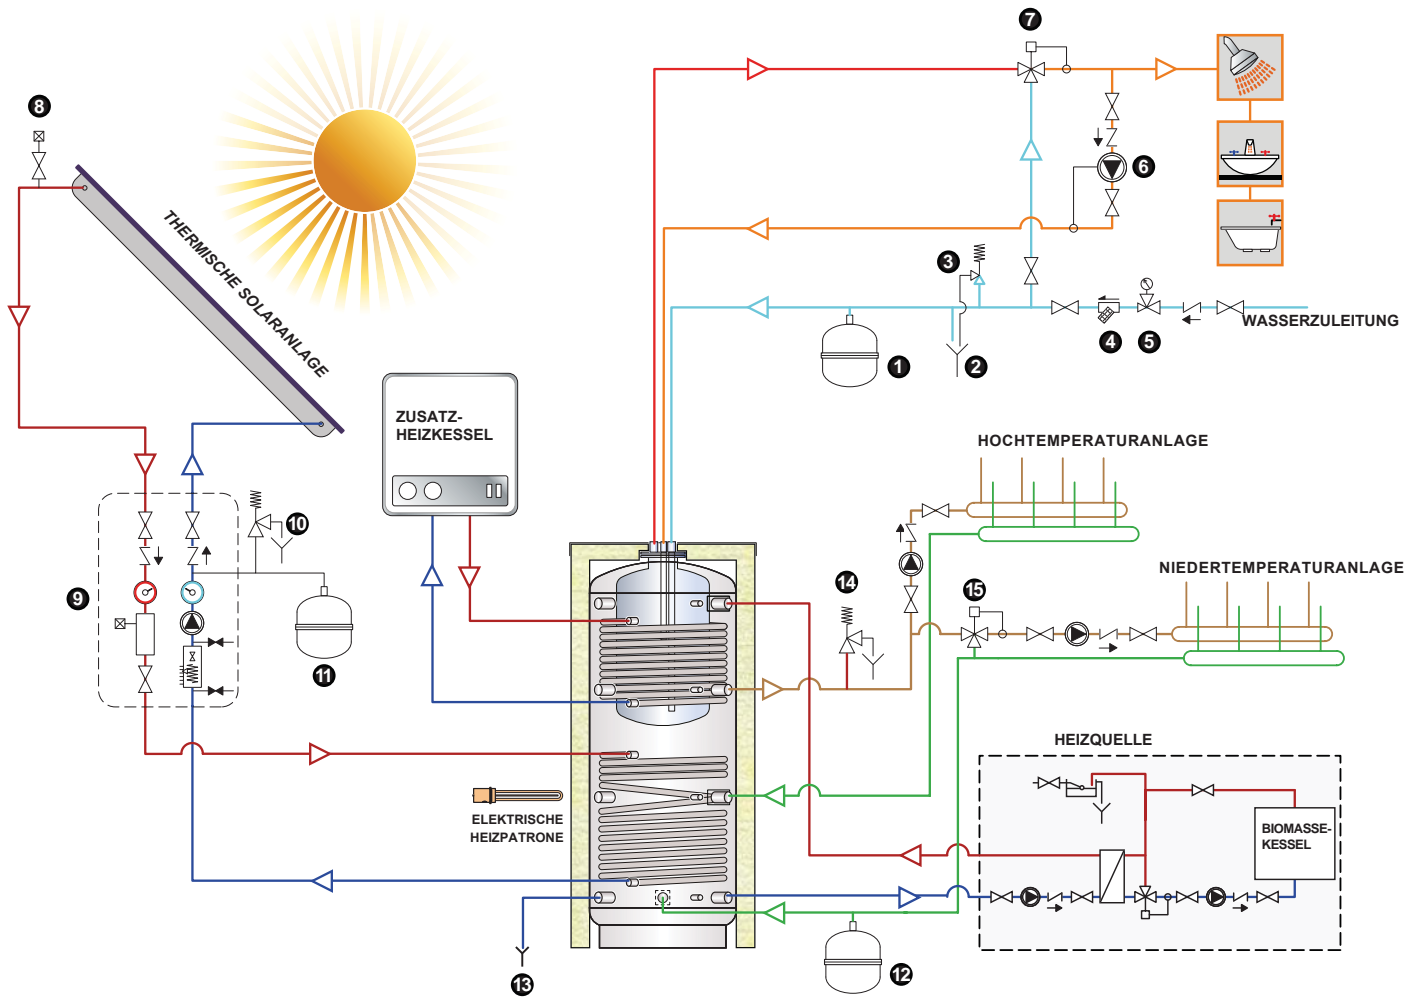 7
8
THERMISCHE SOLARANLAGE
6
3
WASSERZULEITUNG
4
5
1
2
ZUSATZ-
HEIZKESSEL
HOCHTEMPERATURANLAGE
10
9
11
14
15
NIEDERTEMPERATURANLAGE
HEIZQUELLE
ELEKTRISCHE
HEIZPATRONE
BIOMASSE-
KESSEL
13
12